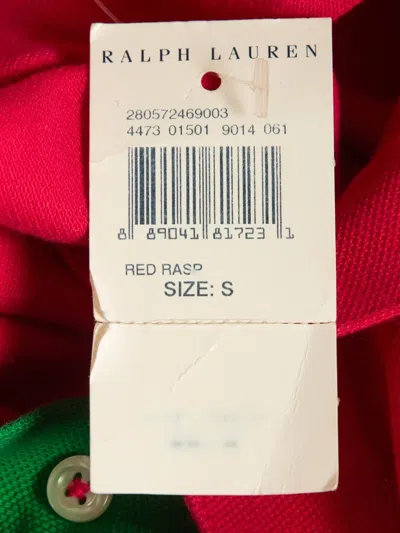 RALPH LAUREN
280572469003
4473 01501 9014 061
8 89041 81723 1
RED RASP
SIZE: S